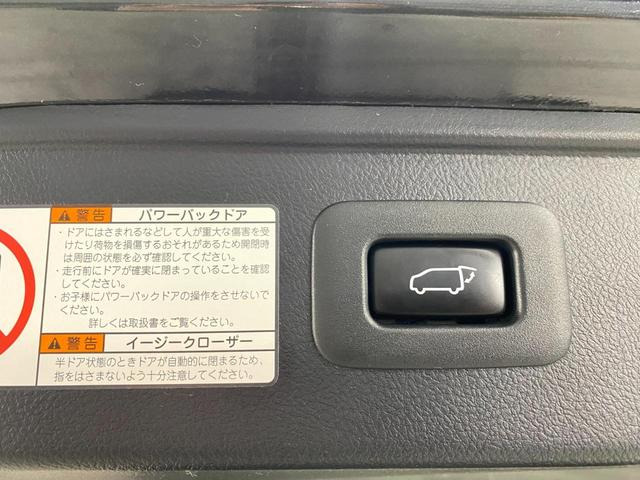 警告 パワーバックドア
・ドアにはさまれるなどして人が重大な傷害を受
けたり荷物を損傷するおそれがあるため開閉時
は周囲の状態を必ず確認してください。
・走行前にドアが確実に閉まっていることを確認
してください。
・お子様にパワーバックドアの操作をさせないで
ください。
詳しくは取扱書をご覧ください。
警告 イージークローザー
半ドア状態のときドアが自動的に閉まるため、
指をはさまないよう十分注意してください。